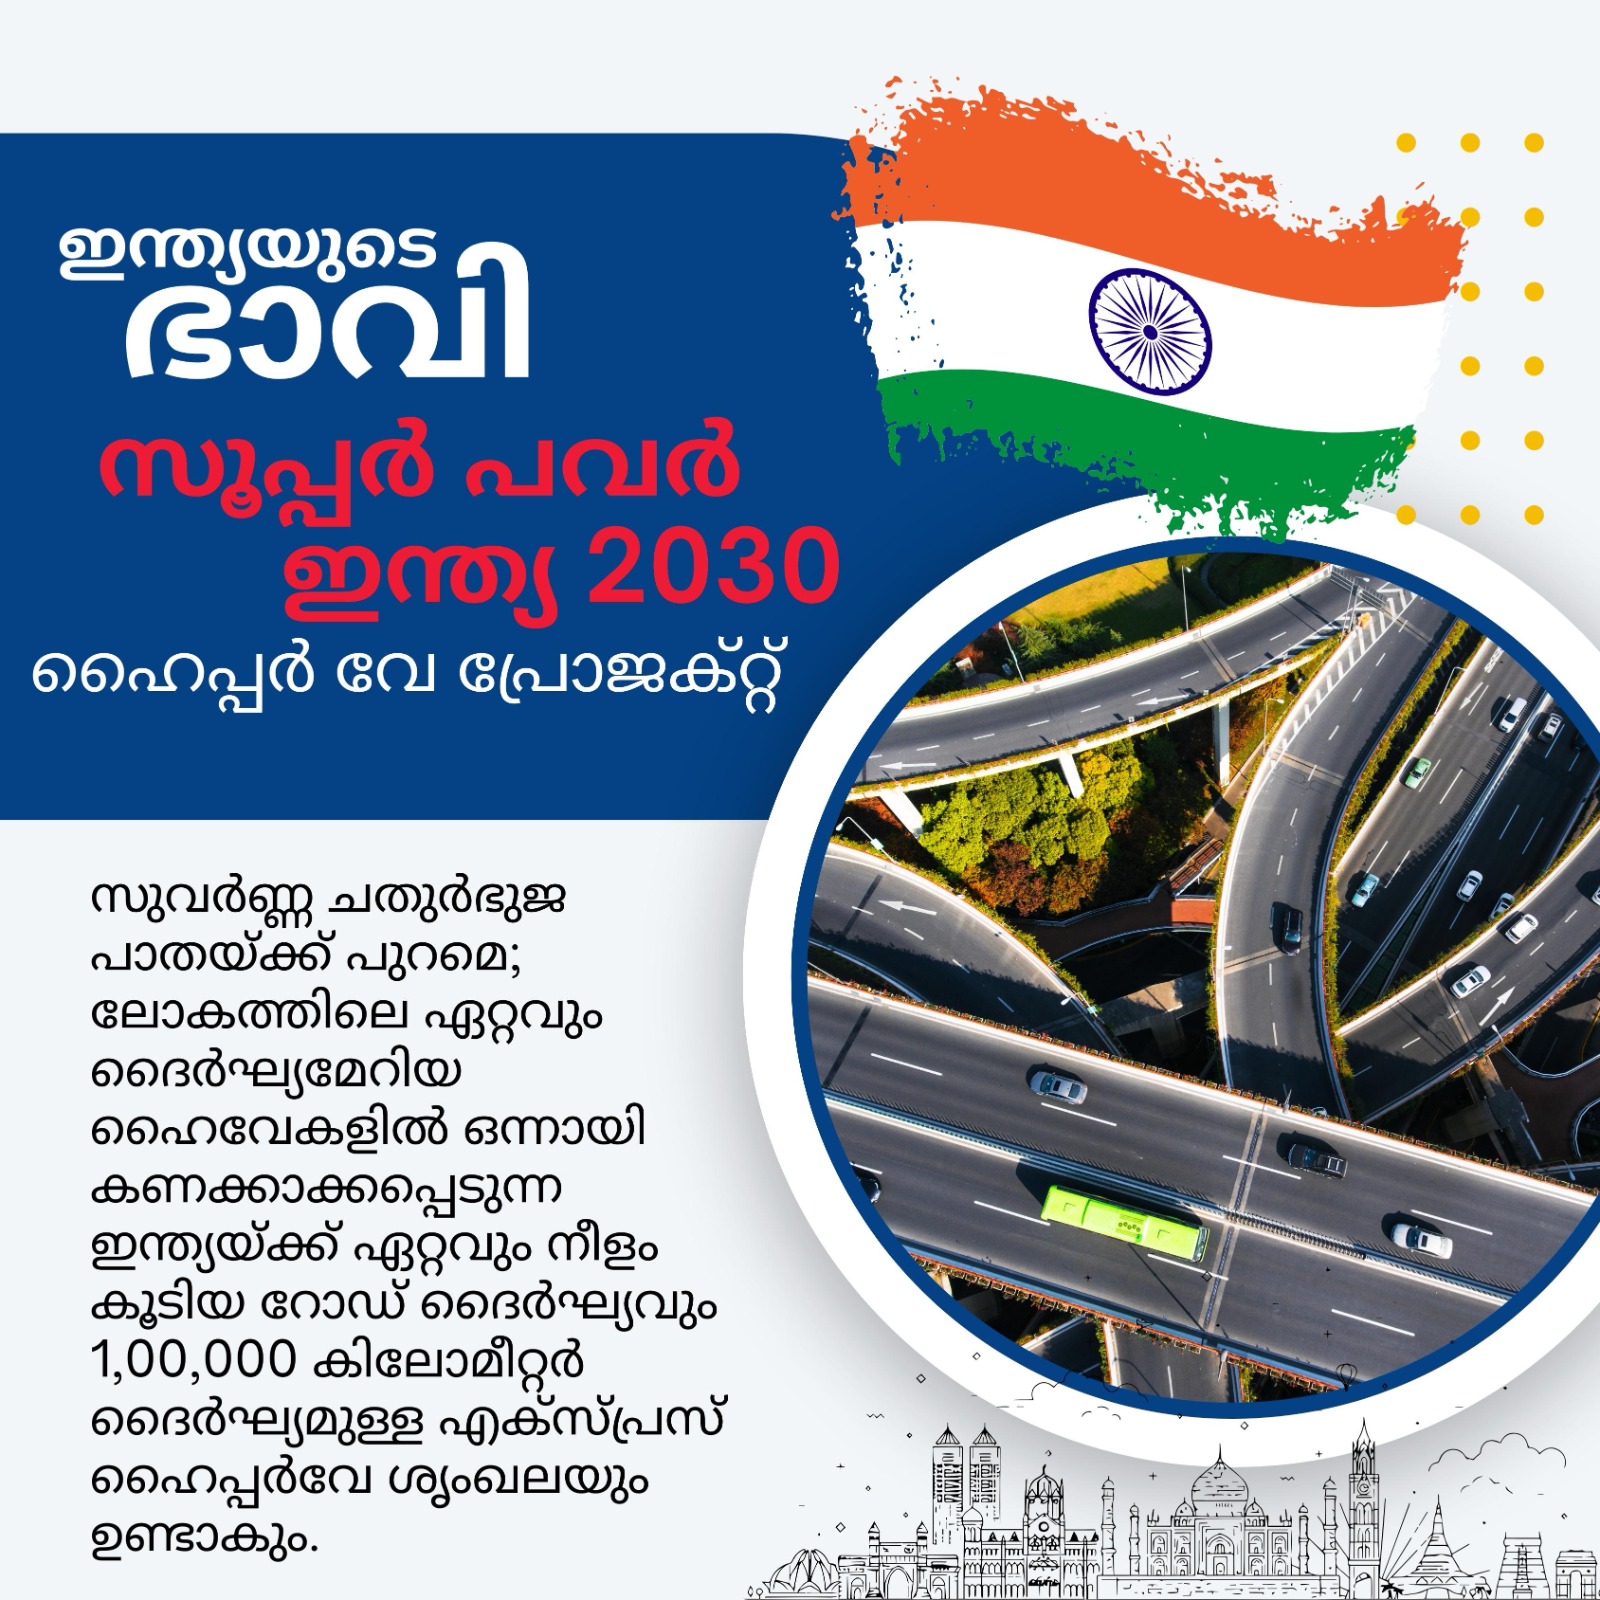 ഇന്ത്യയുടെ
ഭാവി
സൂപ്പർ പവർ
ഇന്ത്യ 2030
ഹൈപ്പർ വേ പ്രോജക്റ്റ്
സുവർണ്ണ ചതുർഭുജ
പാതയ്ക്ക് പുറമെ;
ലോകത്തിലെ ഏറ്റവും
ദൈർഘ്യമേറിയ
ഹൈവേകളിൽ ഒന്നായി
കണക്കാക്കപ്പെടുന്ന
ഇന്ത്യയ്ക്ക് ഏറ്റവും നീളം
കൂടിയ റോഡ് ദൈർഘ്യവും
1,00,000 കിലോമീറ്റർ
ദൈർഘ്യമുള്ള എക്സ്പ്രസ്
ഹൈപ്പർവേ ശൃംഖലയും
ഉണ്ടാകും.